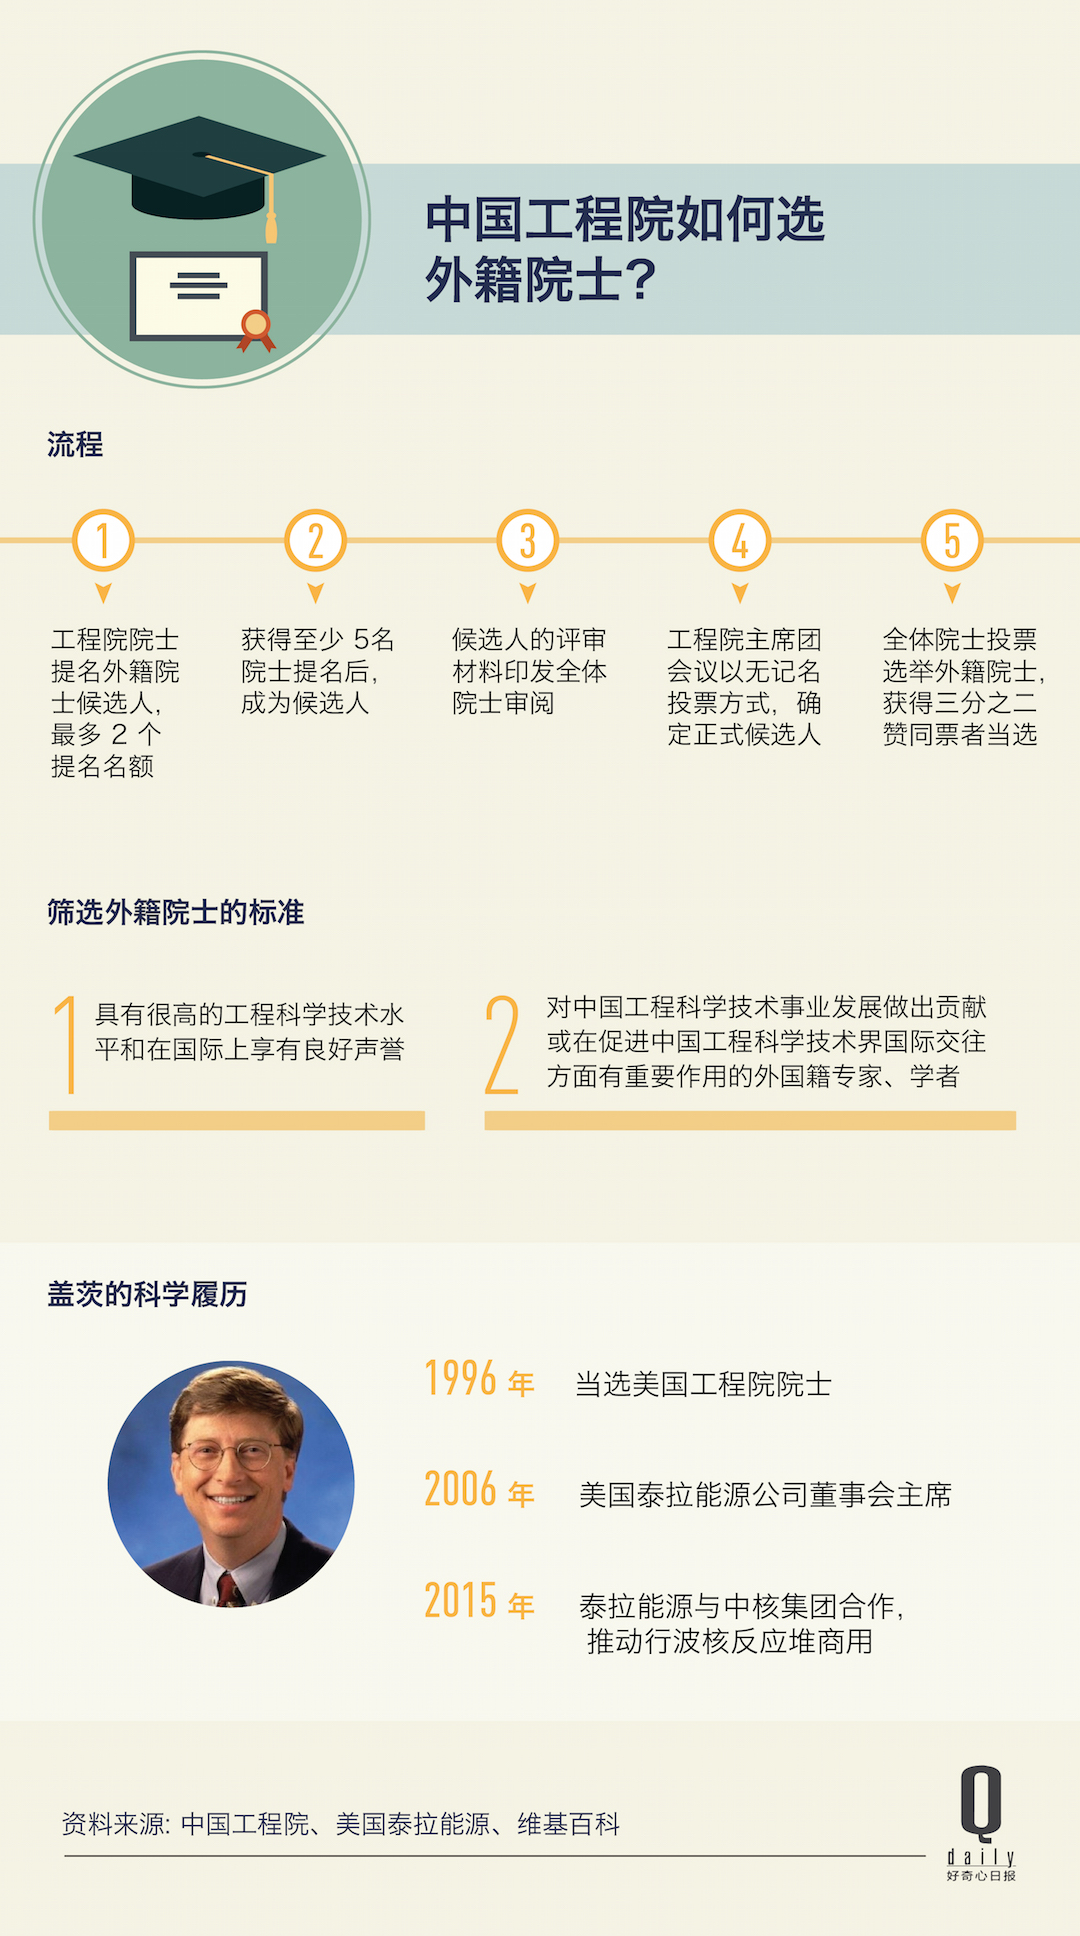 中国工程院如何选
外籍院士?
流程
1
2
3
4
5
工程院院士
提名外籍院
士候选人,
最多 2 个
提名名额
获得至少 5名
院士提名后,
成为候选人
候选人的评审
材料印发全体
院士审阅
工程院主席团
会议以无记名
投票方式, 确
定正式候选人
全体院士投票
选举外籍院士,
获得三分之二
赞同票者当选
筛选外籍院士的标准
1
具有很高的工程科学技术水
平和在国际上享有良好声誉
2
对中国工程科学技术事业发展做出贡献
或在促进中国工程科学技术界国际交往
方面有重要作用的外国籍专家、学者
盖茨的科学履历
1996 年 当选美国工程院院士
2006 年 美国泰拉能源公司董事会主席
2015 年 泰拉能源与中核集团合作,
推动行波核反应堆商用
资料来源: 中国工程院、美国泰拉能源、维基百科
Q
daily
好奇心日报